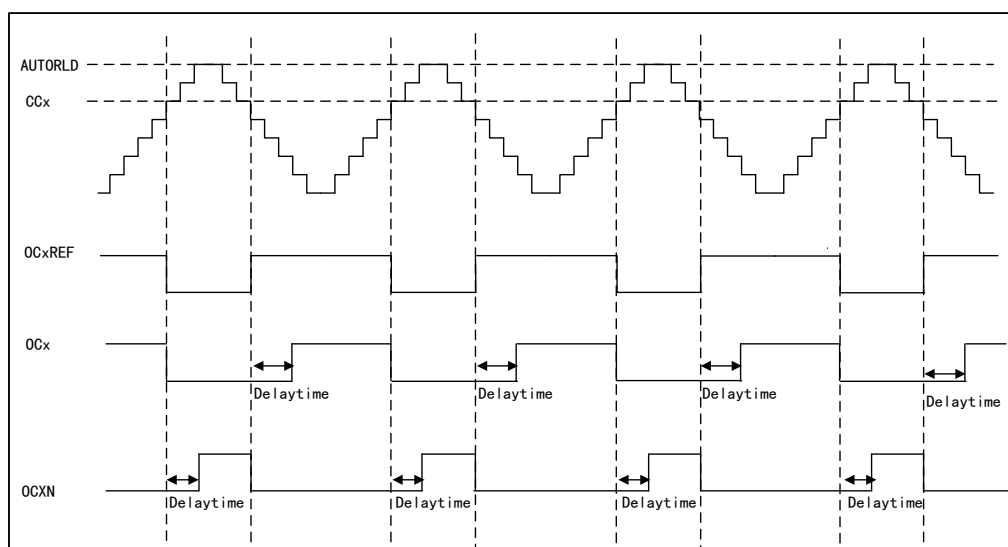 AUTORLD
CCx
OCxREF
OCx
Delaytime
Delaytime
Delaytime
Delaytime
OCXN
Delaytime
Delaytime
Delaytime
Delaytime